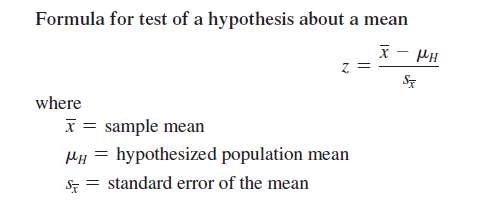 Formula for test of a hypothesis about a mean
z = (x̄ − μ_H) / s_x̄
where
x̄ = sample mean
μ_H = hypothesized population mean
s_x̄ = standard error of the mean